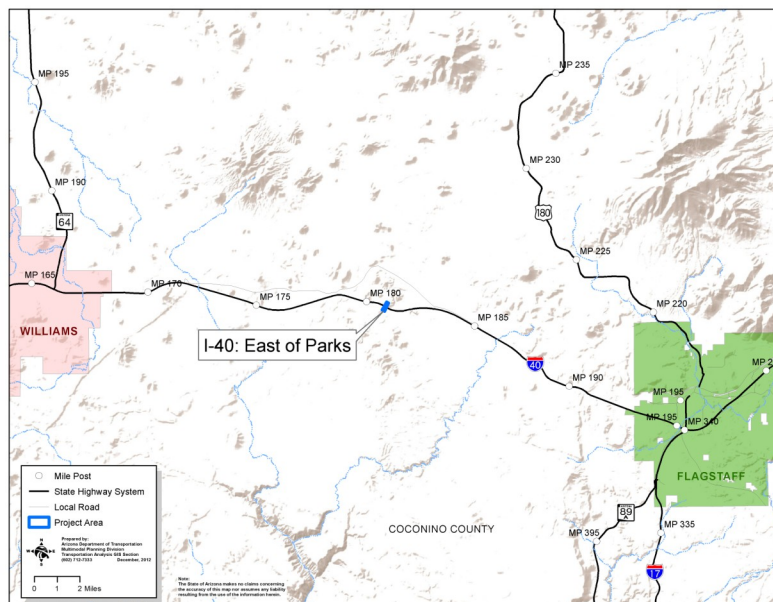 MP 235
MP 195
MP 230
MP 190
64
180
MP 225
MP 165
MP 170
MP 175
MP 180
MP 220
WILLIAMS
I-40: East of Parks
MP 185
40
MP 190
MP 2
MP 195
MP 195
MP 340
FLAGSTAFF
Mile Post
State Highway System
Local Road
Project Area
89
A
COCONINO COUNTY
MP 395
MP 335
N
W
E
S
Prepared by:
Arizona Department of Transportation
Multimodal Planning Division
Transportation Analysis GIS Section
(602) 712-7333 December, 2012
0 1 2 Miles
17
Note:
The State of Arizona makes no claims concerning
the accuracy of this map nor assumes any liability
resulting from the use of the information herein.